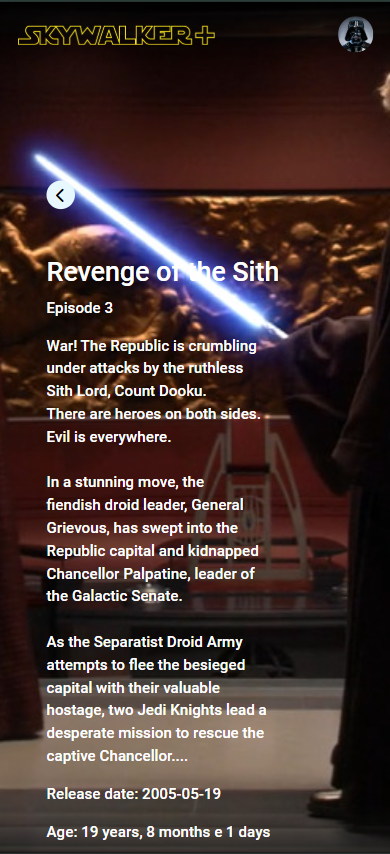 SKYWALKER+
Revenge of the Sith
Episode 3
War! The Republic is crumbling
under attacks by the ruthless
Sith Lord, Count Dooku.
There are heroes on both sides.
Evil is everywhere.
In a stunning move, the
fiendish droid leader, General
Grievous, has swept into the
Republic capital and kidnapped
Chancellor Palpatine, leader of
the Galactic Senate.
As the Separatist Droid Army
attempts to flee the besieged
capital with their valuable
hostage, two Jedi Knights lead a
desperate mission to rescue the
captive Chancellor....
Release date: 2005-05-19
Age: 19 years, 8 months e 1 days